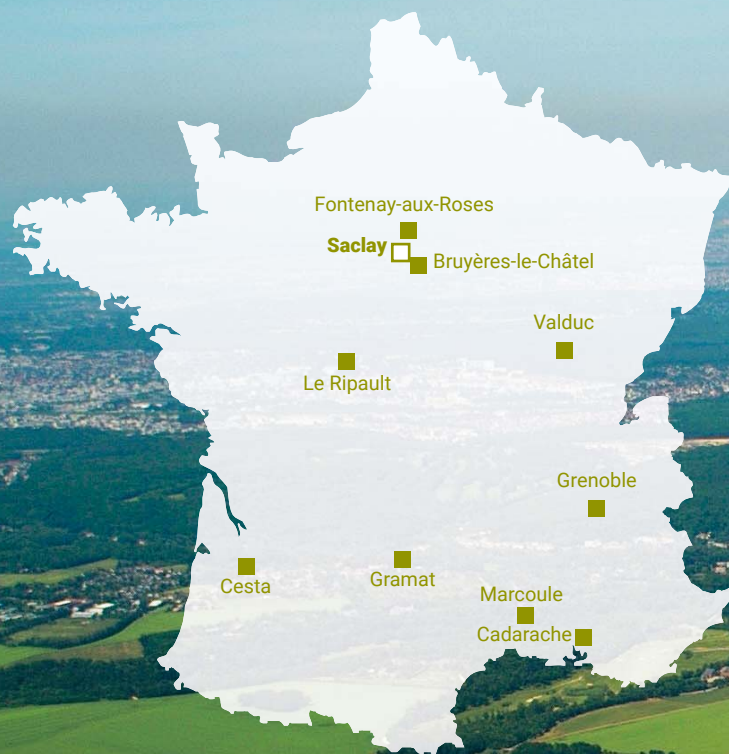 Fontenay-aux-Roses
Saclay
Bruyères-le-Châtel
Valduc
Le Ripault
Grenoble
Cesta
Gramat
Marcoule
Cadarache